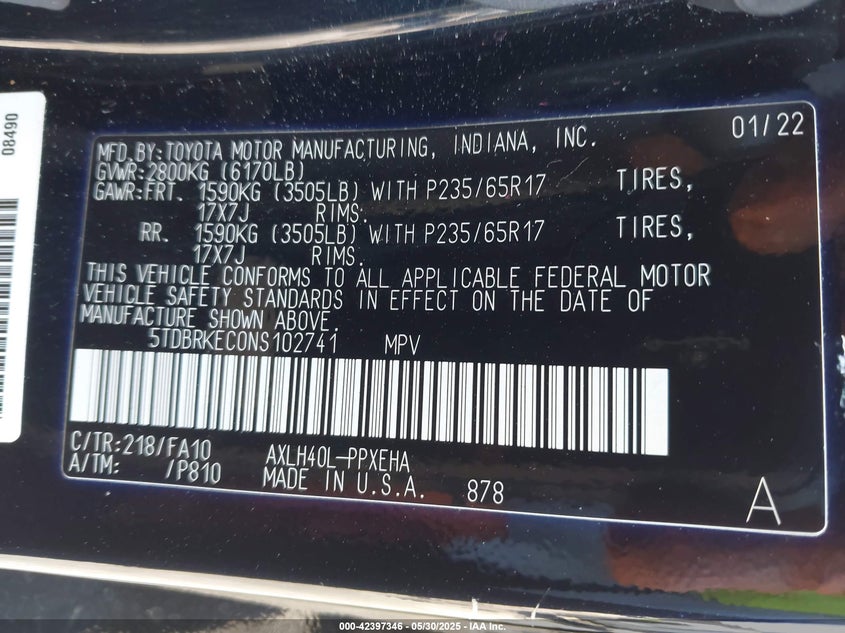 08490
MFD.BY:TOYOTA MOTOR MANUFACTURING, INDIANA, INC. 01/22
GVWR:2800KG (6170LB)
GAWR:FRT. 1590KG (3505LB) WITH P235/65R17 TIRES,
17X7J RIMS.
RR. 1590KG (3505LB) WITH P235/65R17 TIRES,
17X7J RIMS.
THIS VEHICLE CONFORMS TO ALL APPLICABLE FEDERAL MOTOR
VEHICLE SAFETY STANDARDS IN EFFECT ON THE DATE OF
MANUFACTURE SHOWN ABOVE.
5TDBRKEC0NS102741 MPV
C/TR:218/FA10 AXLH40L-PPXEHA
A/TM: /P810 MADE IN U.S.A. 878
A
000-42397346 — 05/30/2025 — IAA Inc.